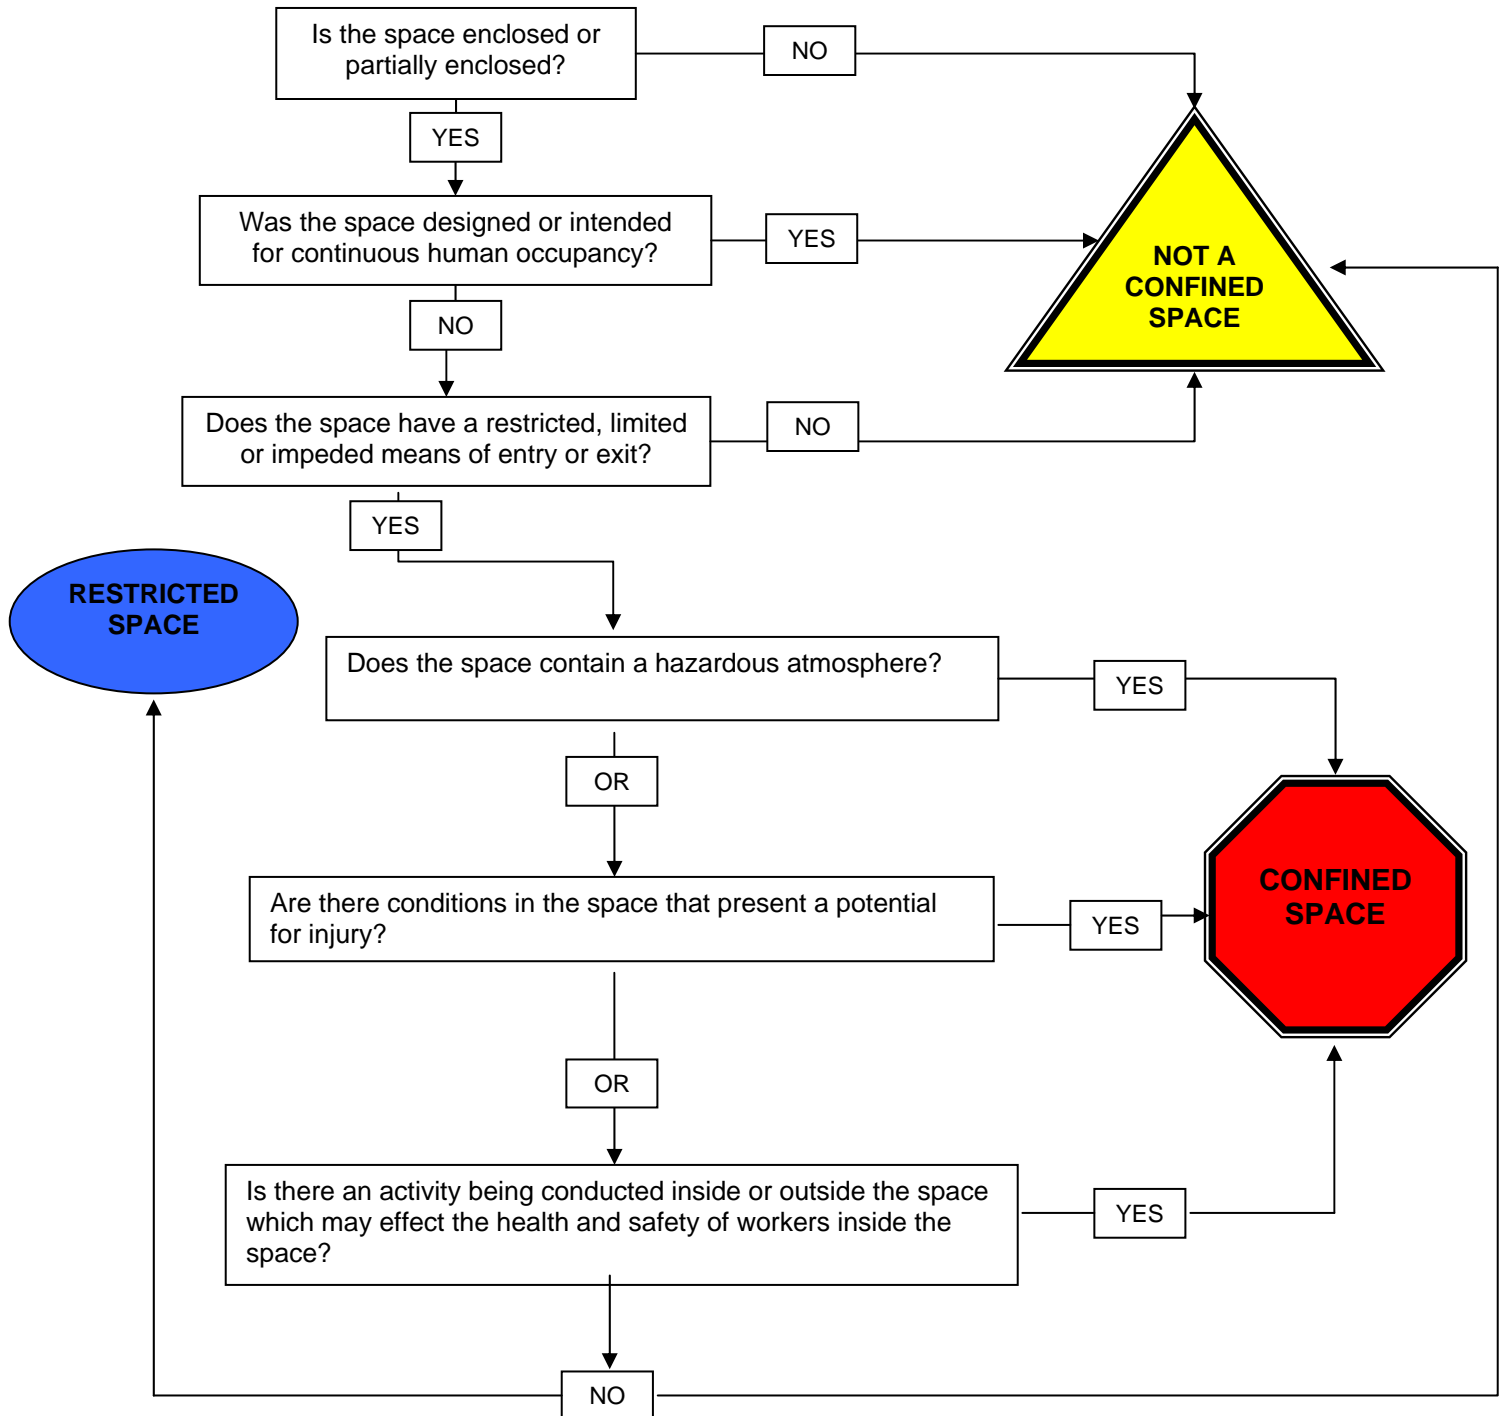 Is the space enclosed or
partially enclosed?
NO
YES
Was the space designed or intended
for continuous human occupancy?
YES
NOT A
CONFINED
SPACE
NO
Does the space have a restricted, limited
or impeded means of entry or exit?
NO
YES
RESTRICTED
SPACE
Does the space contain a hazardous atmosphere?
YES
OR
CONFINED
SPACE
Are there conditions in the space that present a potential
for injury?
YES
OR
Is there an activity being conducted inside or outside the space
which may effect the health and safety of workers inside the
space?
YES
NO